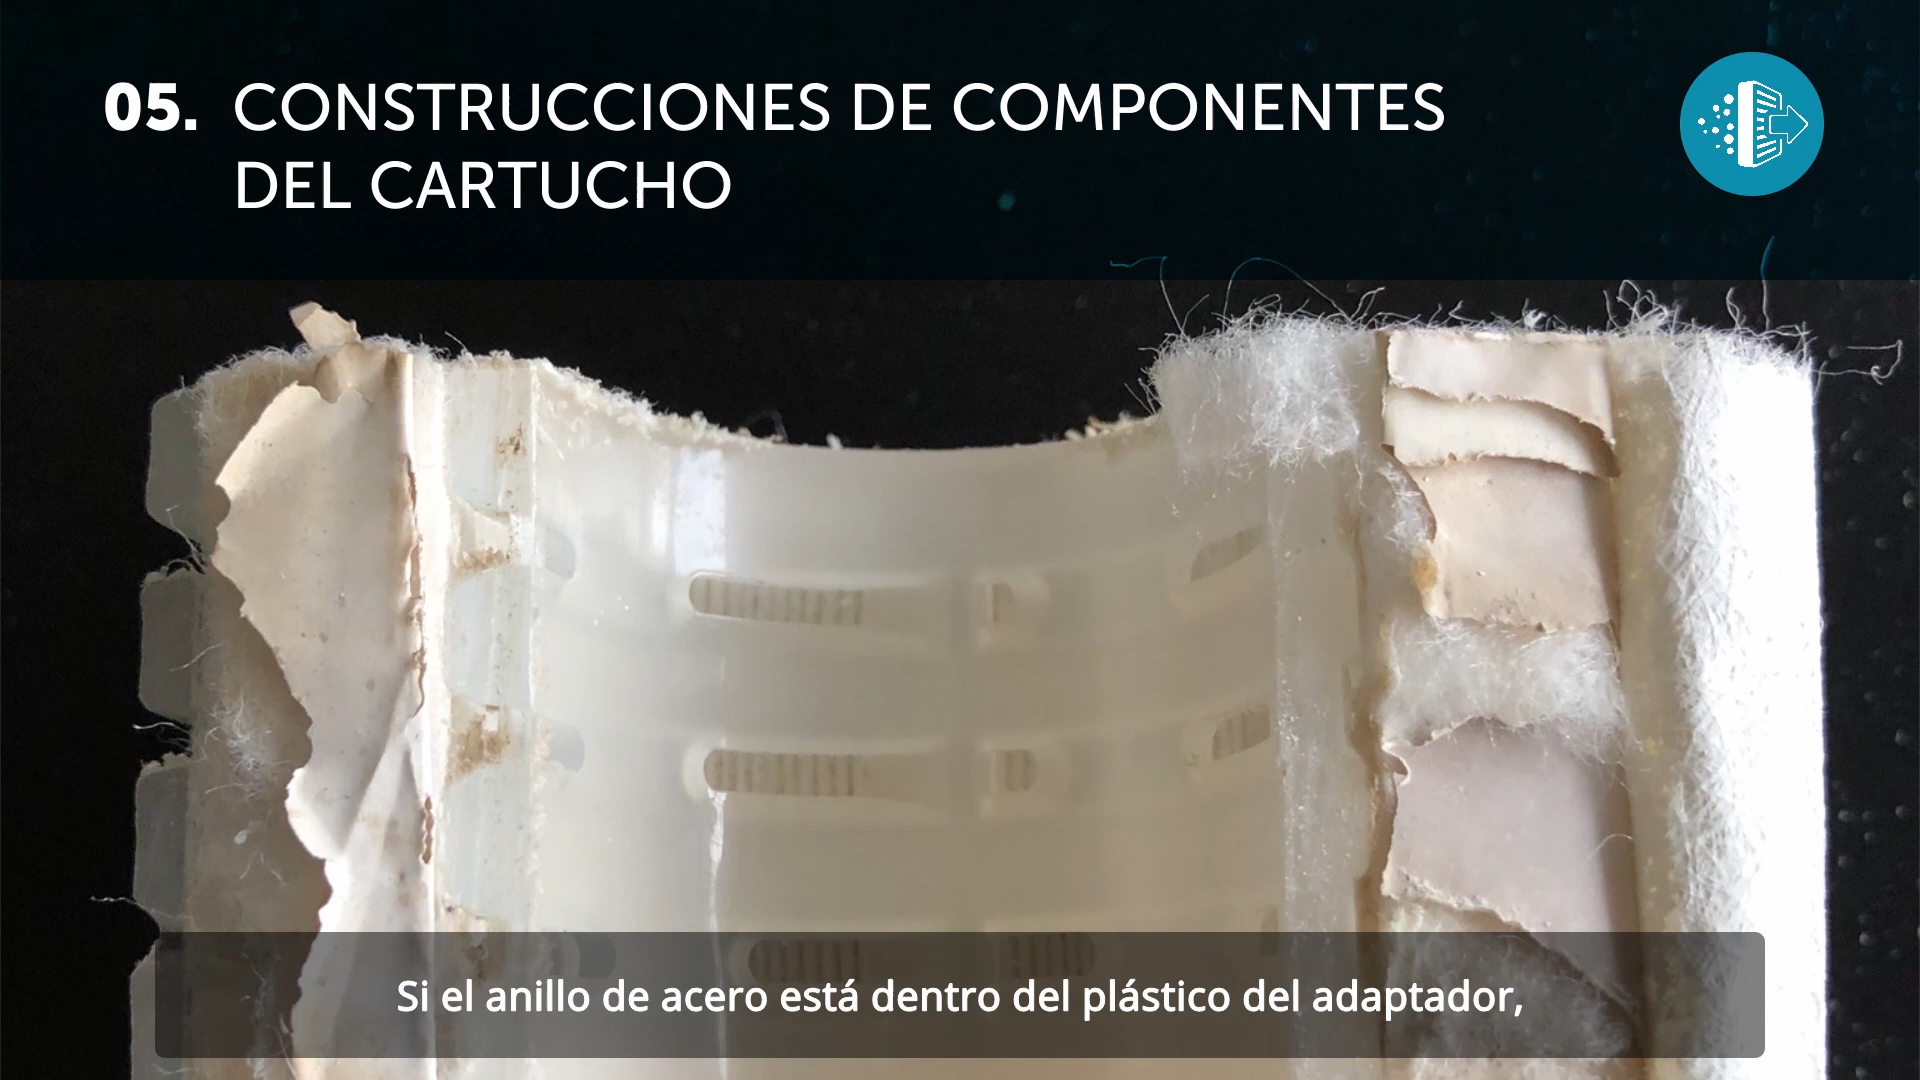 05. CONSTRUCCIONES DE COMPONENTES
DEL CARTUCHO
Si el anillo de acero está dentro del plástico del adaptador,